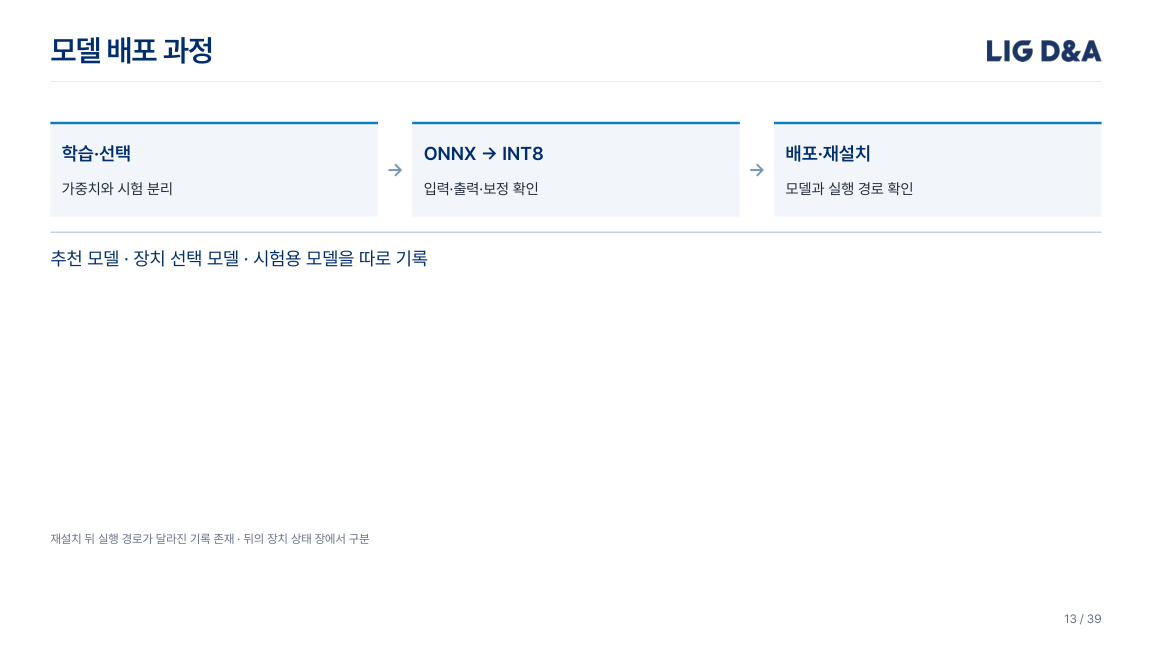 모델 배포 과정
LIG D&A
학습·선택
가중치와 시험 분리
→
ONNX → INT8
입력·출력·보정 확인
→
배포·재설치
모델과 실행 경로 확인
추천 모델 · 장치 선택 모델 · 시험용 모델을 따로 기록
재설치 뒤 실행 경로가 달라진 기록 존재 · 뒤의 장치 상태 장에서 구분
13 / 39